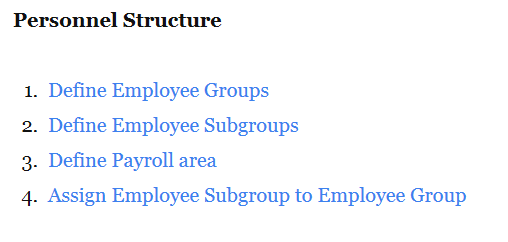 Personnel Structure
1. Define Employee Groups
2. Define Employee Subgroups
3. Define Payroll area
4. Assign Employee Subgroup to Employee Group